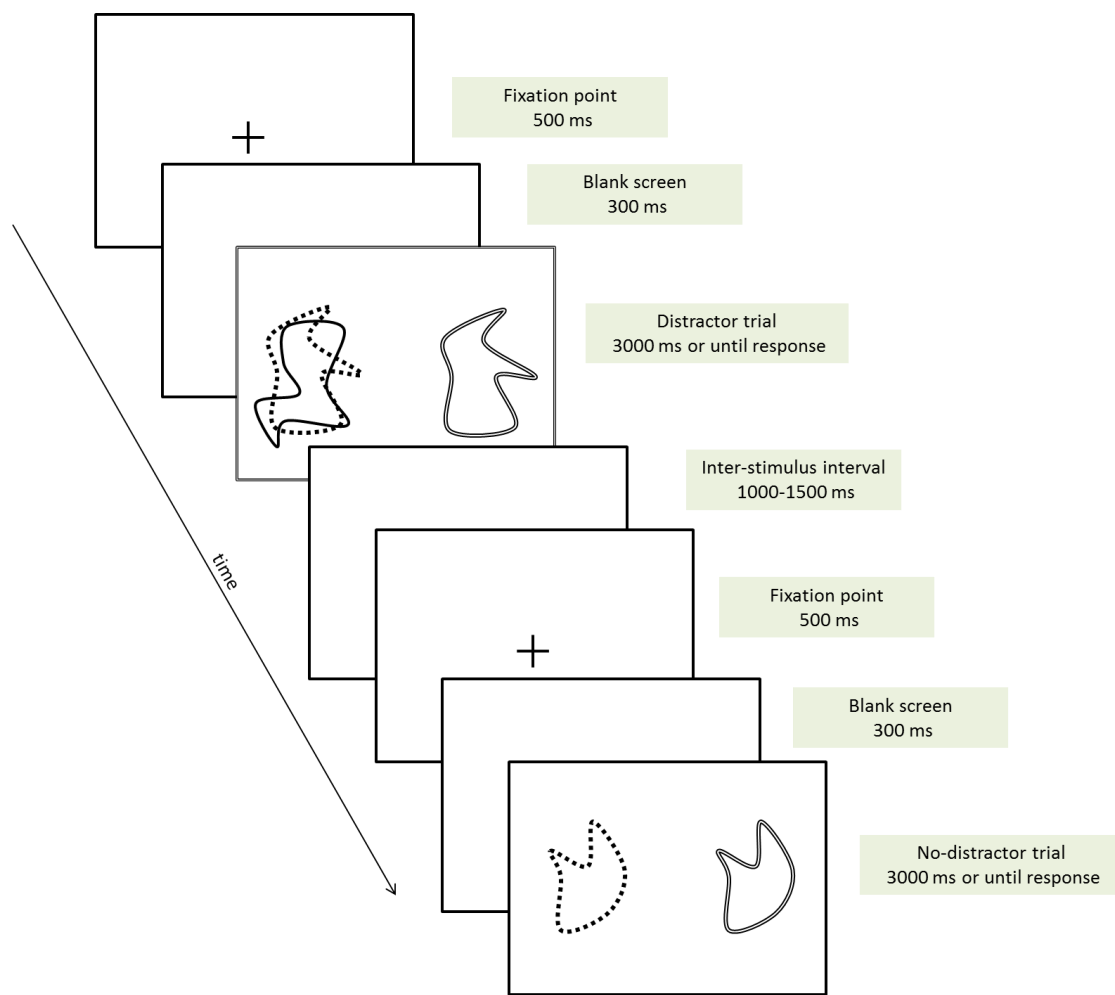 Fixation point
500 ms
Blank screen
300 ms
Distractor trial
3000 ms or until response
Inter-stimulus interval
1000-1500 ms
time
Fixation point
500 ms
Blank screen
300 ms
No-distractor trial
3000 ms or until response